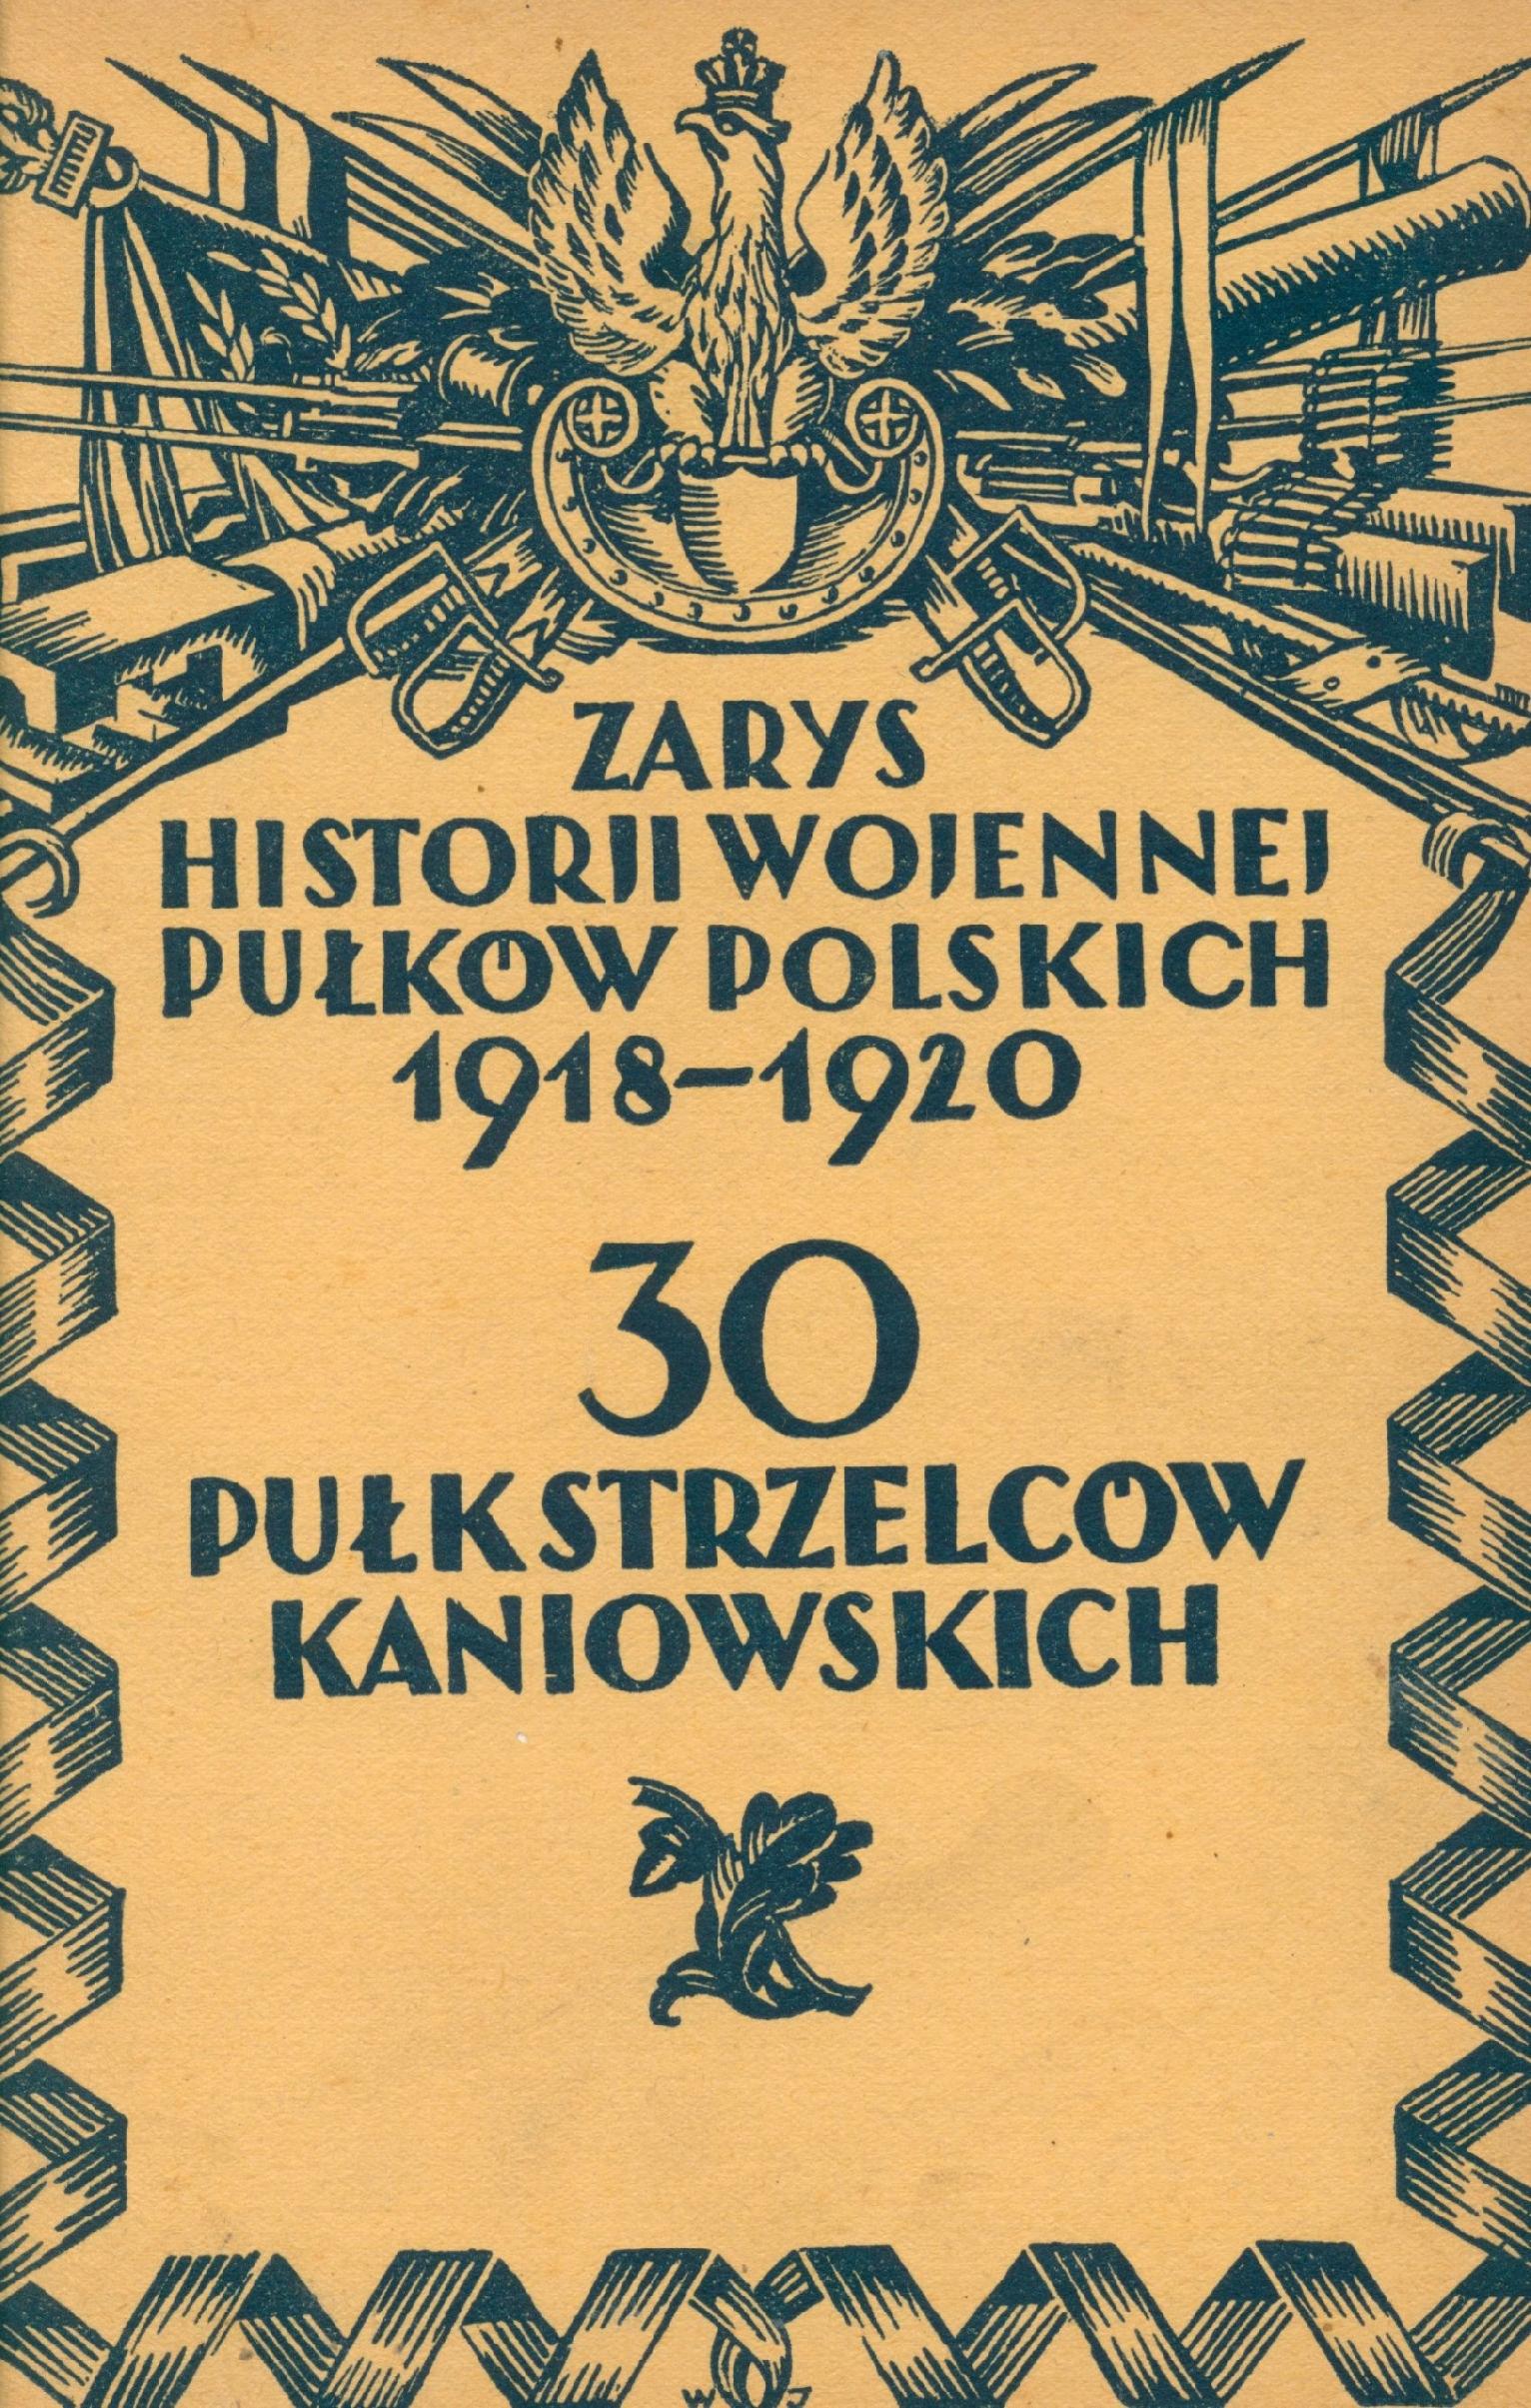 ZARYS
HISTORJI WOJENNEJ
PUŁKÓW POLSKICH
1918–1920
30
PUŁK STRZELCÓW
KANIOWSKICH
W J